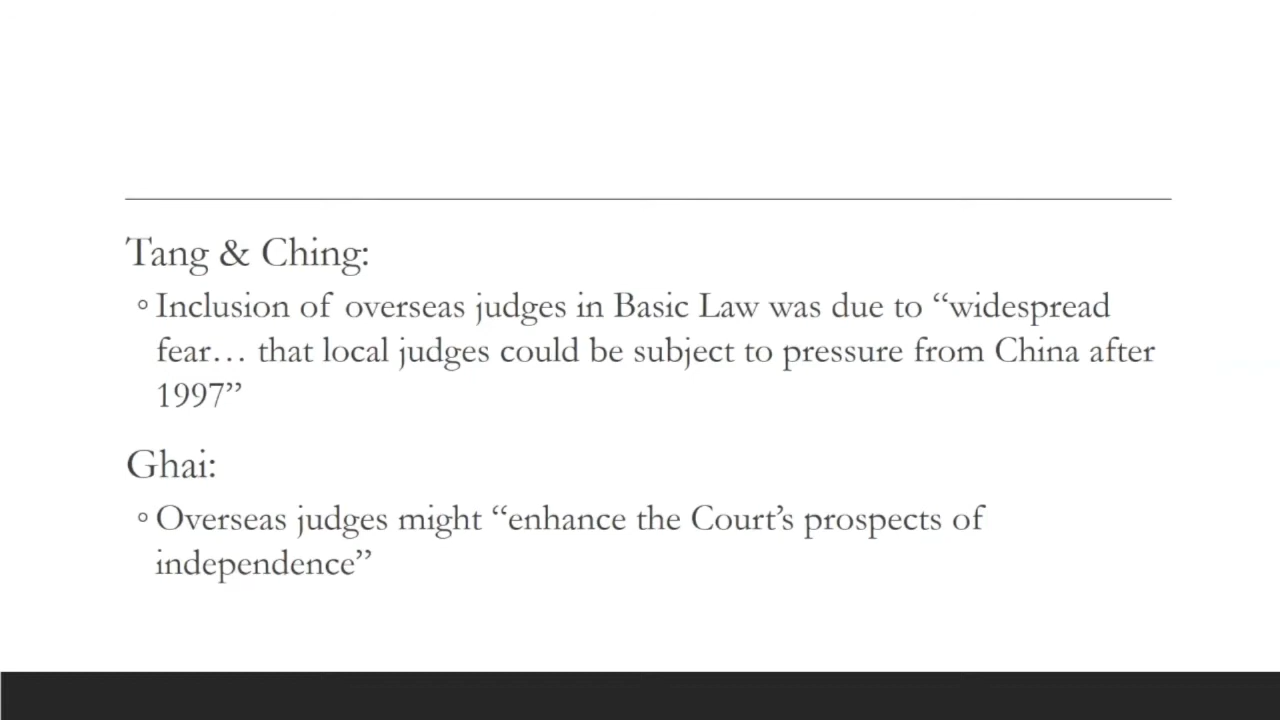 Tang & Ching:
◦ Inclusion of overseas judges in Basic Law was due to “widespread
fear… that local judges could be subject to pressure from China after
1997”
Ghai:
◦ Overseas judges might “enhance the Court’s prospects of
independence”